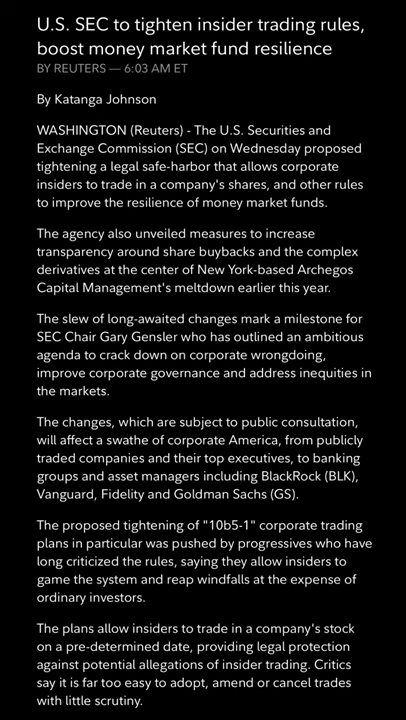 U.S. SEC to tighten insider trading rules,
boost money market fund resilience
BY REUTERS — 6:03 AM ET
By Katanga Johnson
WASHINGTON (Reuters) - The U.S. Securities and
Exchange Commission (SEC) on Wednesday proposed
tightening a legal safe-harbor that allows corporate
insiders to trade in a company's shares, and other rules
to improve the resilience of money market funds.
The agency also unveiled measures to increase
transparency around share buybacks and the complex
derivatives at the center of New York-based Archegos
Capital Management's meltdown earlier this year.
The slew of long-awaited changes mark a milestone for
SEC Chair Gary Gensler who has outlined an ambitious
agenda to crack down on corporate wrongdoing,
improve corporate governance and address inequities in
the markets.
The changes, which are subject to public consultation,
will affect a swathe of corporate America, from publicly
traded companies and their top executives, to banking
groups and asset managers including BlackRock (BLK),
Vanguard, Fidelity and Goldman Sachs (GS).
The proposed tightening of "10b5-1" corporate trading
plans in particular was pushed by progressives who have
long criticized the rules, saying they allow insiders to
game the system and reap windfalls at the expense of
ordinary investors.
The plans allow insiders to trade in a company's stock
on a pre-determined date, providing legal protection
against potential allegations of insider trading. Critics
say it is far too easy to adopt, amend or cancel trades
with little scrutiny.